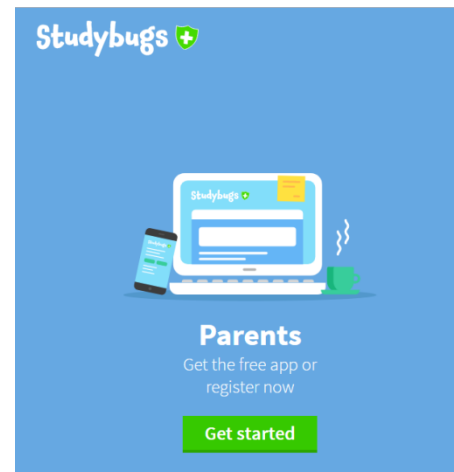 Studybugs
Studybugs
Parents
Get the free app or
register now
Get started